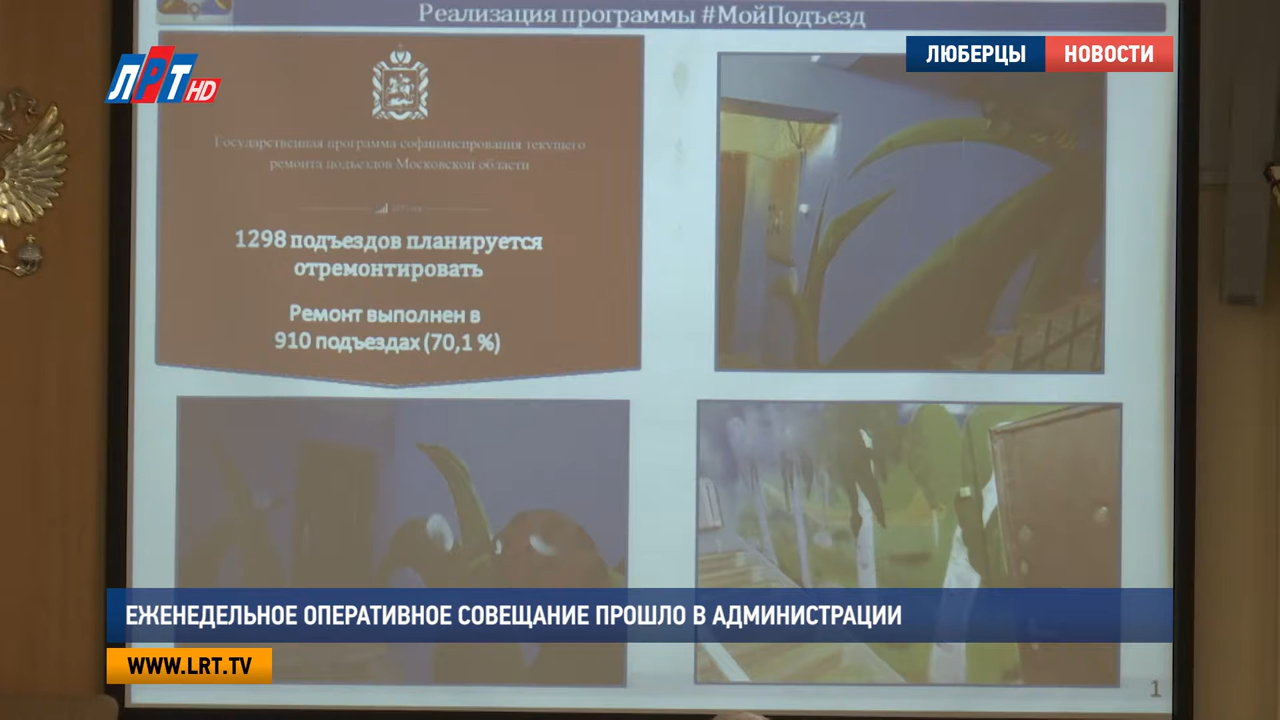 Реализация программы #МойПодъезд
ЛРТ HD
ЛЮБЕРЦЫ НОВОСТИ
Государственная программа софинансирования текущего
ремонта подъездов Московской области
1298 подъездов планируется
отремонтировать
Ремонт выполнен в
910 подъездах (70,1 %)
ЕЖЕНЕДЕЛЬНОЕ ОПЕРАТИВНОЕ СОВЕЩАНИЕ ПРОШЛО В АДМИНИСТРАЦИИ
WWW.LRT.TV
1